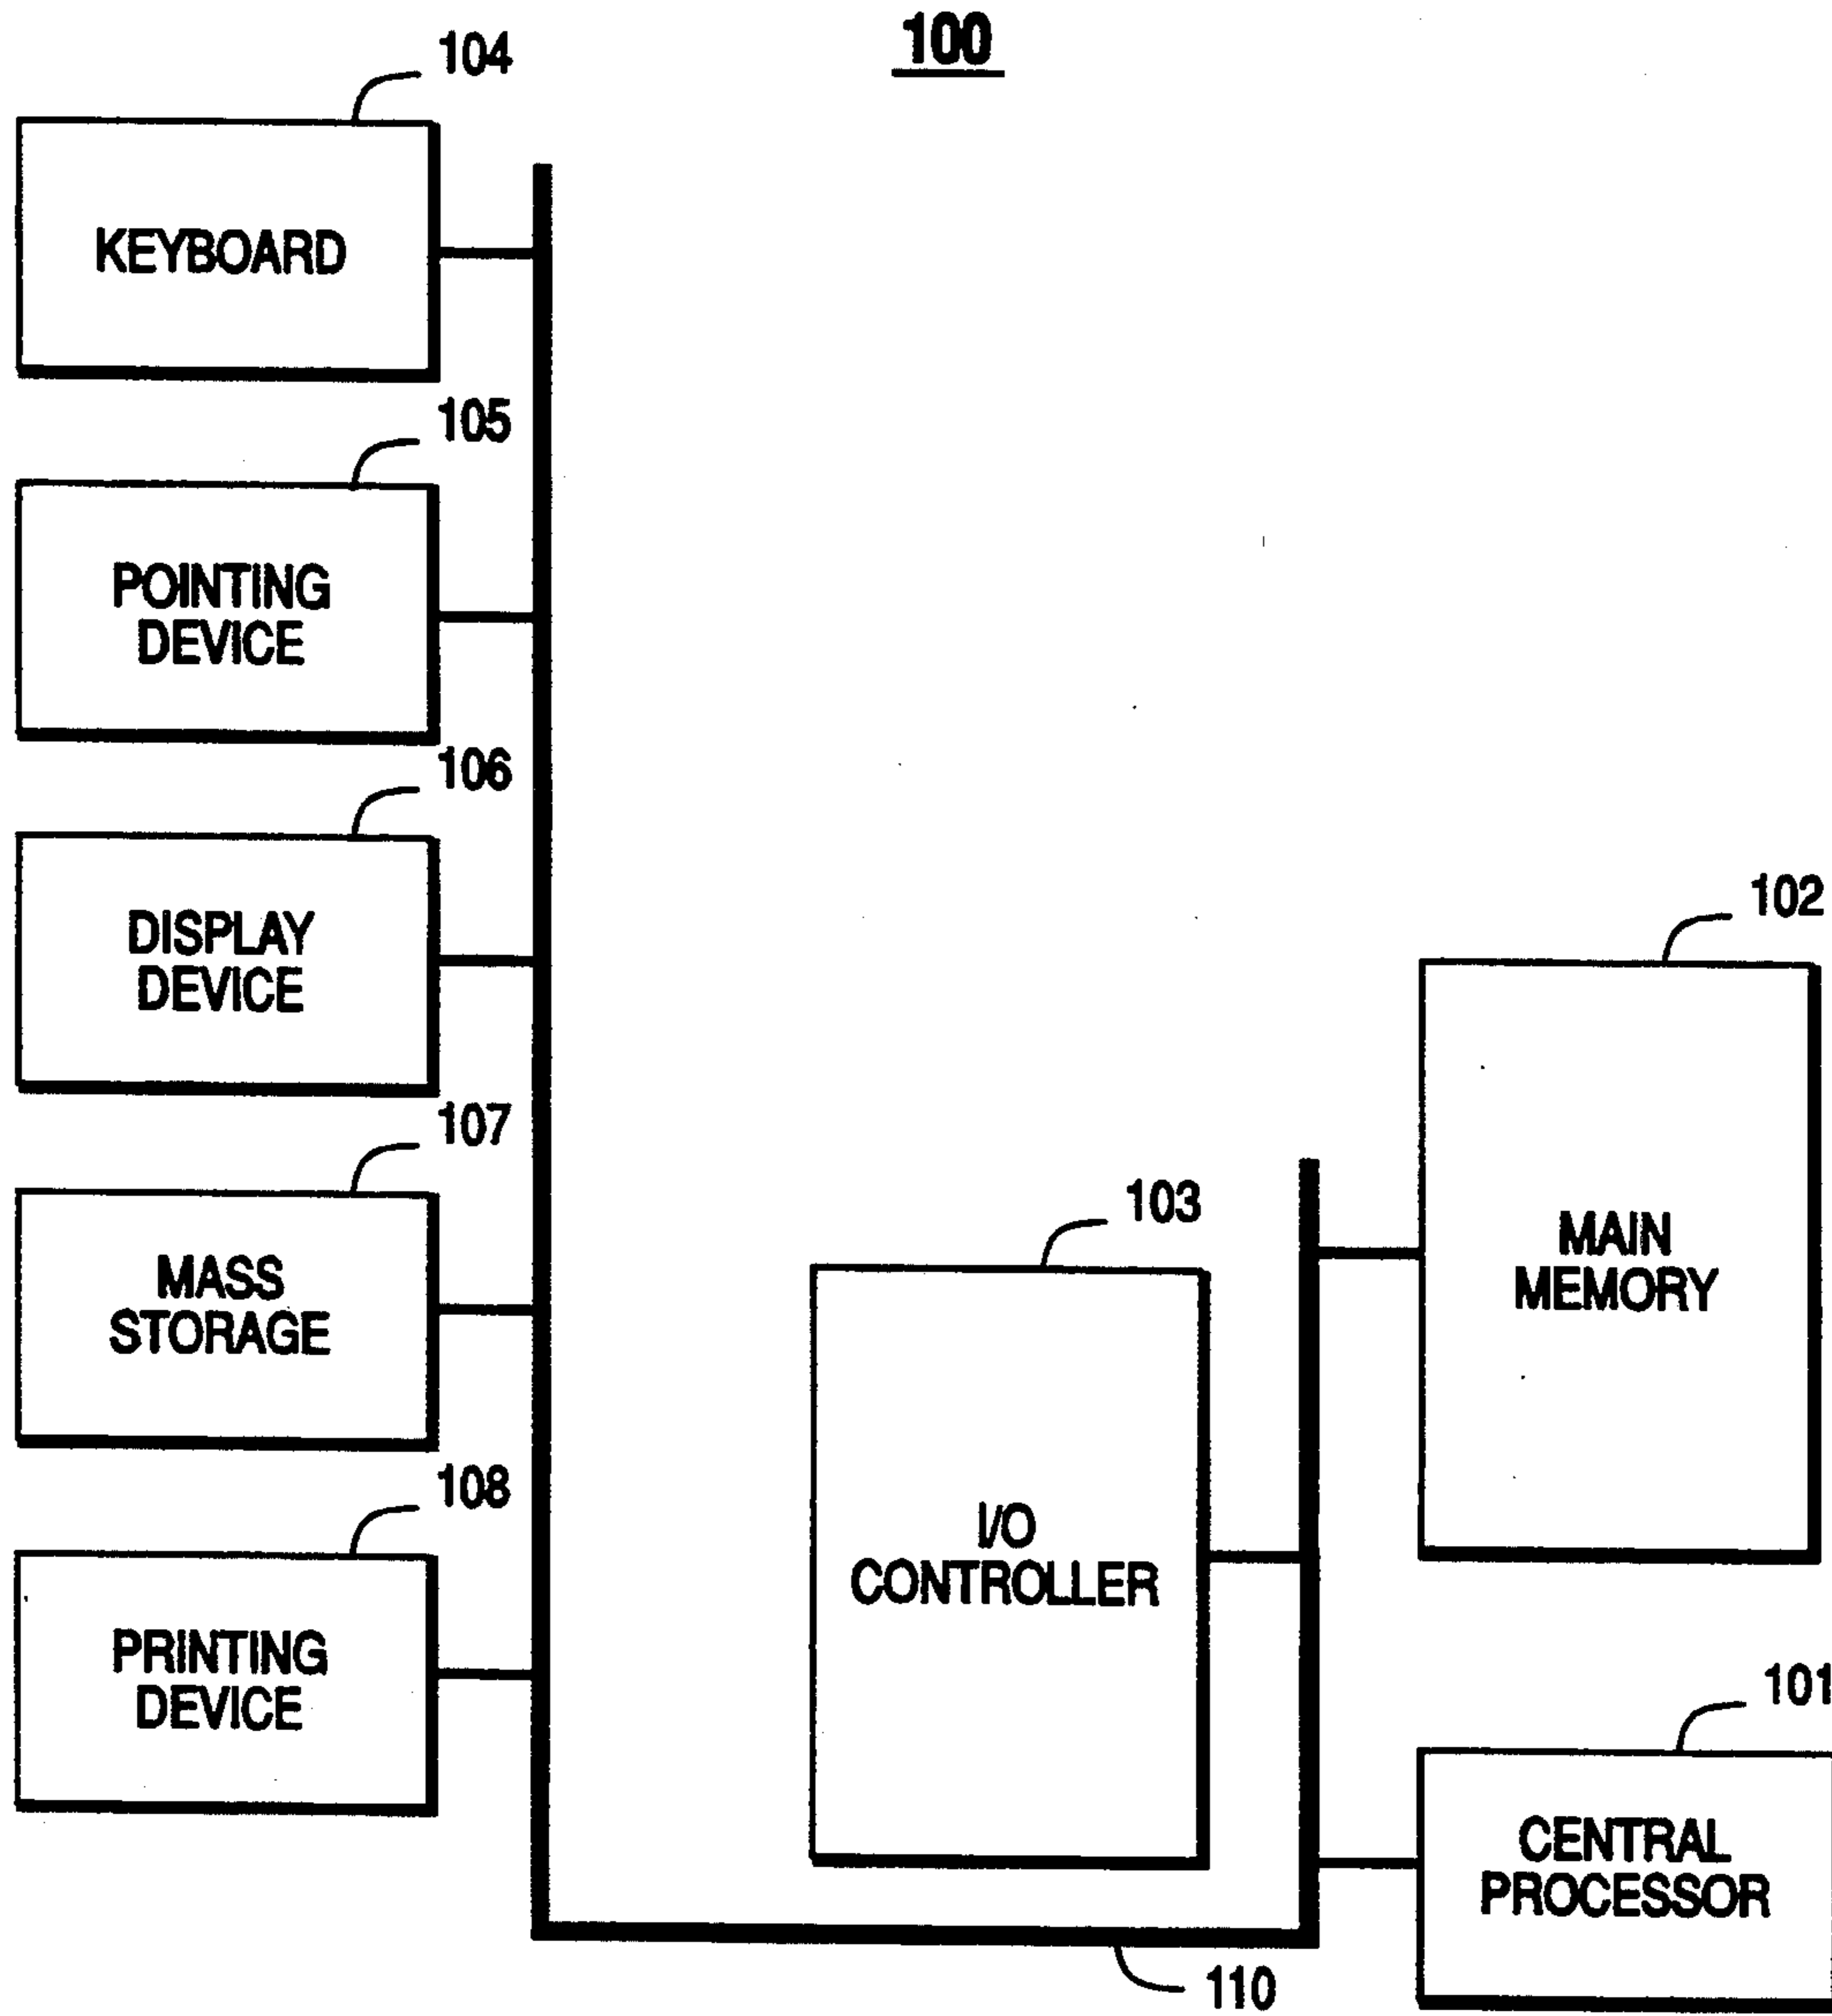 100
104
KEYBOARD
105
POINTING
DEVICE
106
DISPLAY
DEVICE
107
MASS
STORAGE
108
PRINTING
DEVICE
103
I/O
CONTROLLER
102
MAIN
MEMORY
101
CENTRAL
PROCESSOR
110